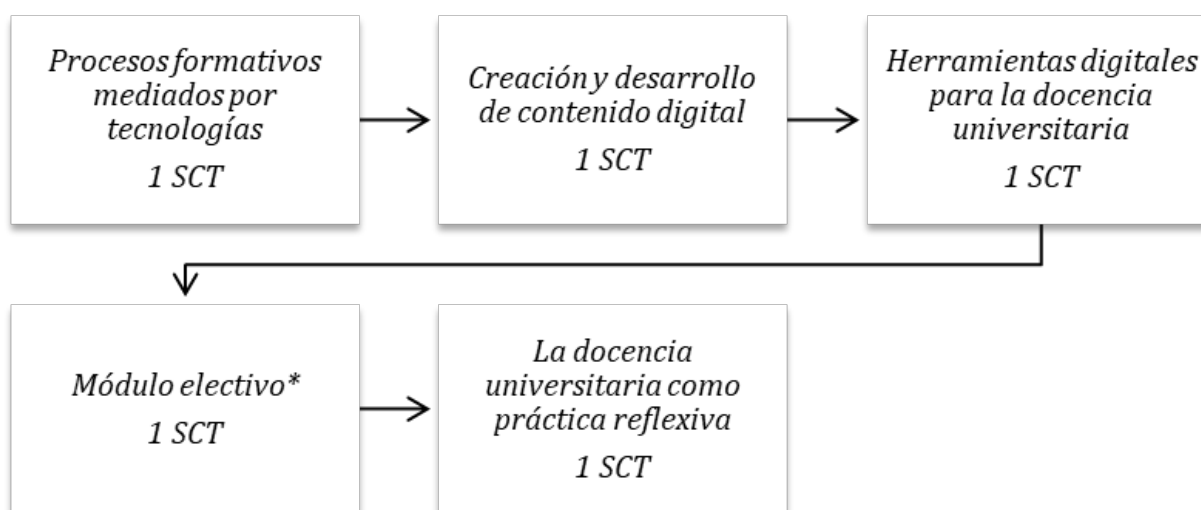 Procesos formativos
mediados por
tecnologías
1 SCT
Creación y desarrollo
de contenido digital
1 SCT
Herramientas digitales
para la docencia
universitaria
1 SCT
Módulo electivo*
1 SCT
La docencia
universitaria como
práctica reflexiva
1 SCT